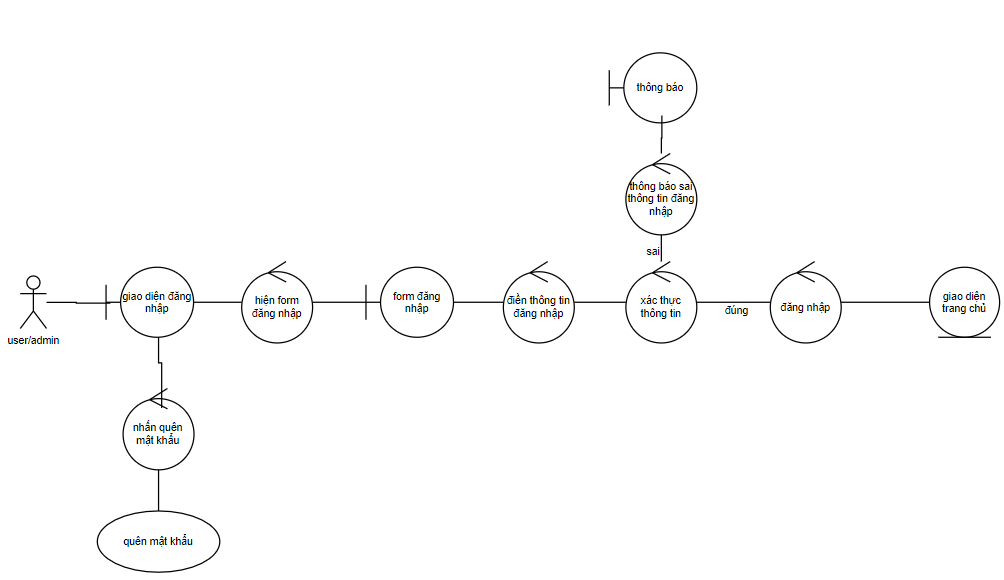 thông báo
thông báo sai
thông tin đăng
nhập
sai
giao diện đăng
nhập
hiện form
đăng nhập
form đăng
nhập
điền thông tin
đăng nhập
xác thực
thông tin
đúng
đăng nhập
giao diện
trang chủ
user/admin
nhấn quên
mật khẩu
quên mật khẩu